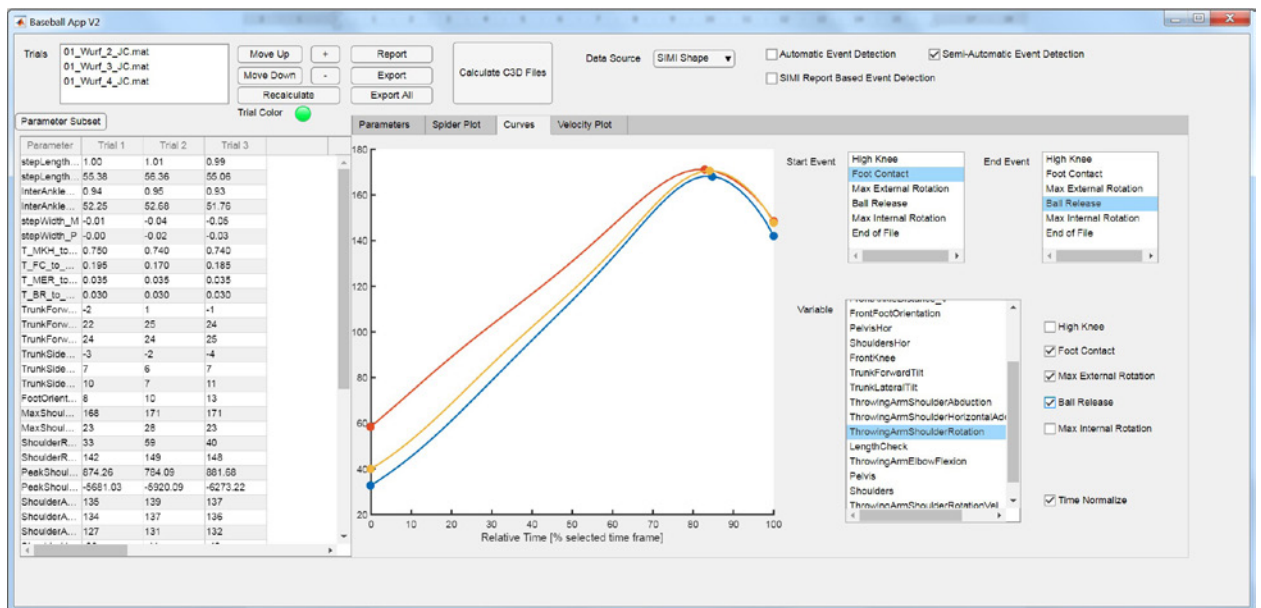 Baseball App V2
Trials
01_Wurf_2_JC.mat
01_Wurf_3_JC.mat
01_Wurf_4_JC.mat
Move Up + Report
Move Down - Export
Recalculate Export All
Calculate C3D Files
Data Source SIMI Shape
Automatic Event Detection Semi-Automatic Event Detection
SIMI Report Based Event Detection
Trial Color
Parameter Subset
Parameter Trial 1 Trial 2 Trial 3
stepLength... 1.00 1.01 0.99
stepLength... 55.38 56.36 55.06
InterAnkle... 0.94 0.95 0.93
InterAnkle... 52.25 52.68 51.76
stepWidth_M -0.01 -0.04 -0.05
stepWidth_P -0.00 -0.02 -0.03
T_MKH_to... 0.750 0.740 0.740
T_FC_to_... 0.195 0.170 0.185
T_MER_to... 0.035 0.035 0.035
T_BR_to_... 0.030 0.030 0.030
TrunkForw... -2 1 -1
TrunkForw... 22 25 24
TrunkForw... 24 24 25
TrunkSide... -3 -2 -4
TrunkSide... 7 6 7
TrunkSide... 10 7 11
FootOrient... 8 10 13
MaxShoul... 168 171 171
MaxShoul... 23 28 23
ShoulderR... 33 59 40
ShoulderR... 142 149 148
PeakShoul... 874.26 784.09 881.68
PeakShoul... -5681.03 -5920.09 -6273.22
ShoulderA... 135 139 137
ShoulderA... 134 137 136
ShoulderA... 127 131 132
Parameters Spider Plot Curves Velocity Plot
180
160
140
120
100
80
60
40
20
0 10 20 30 40 50 60 70 80 90 100
Relative Time [% selected time frame]
Start Event
High Knee
Foot Contact
Max External Rotation
Ball Release
Max Internal Rotation
End of File
End Event
High Knee
Foot Contact
Max External Rotation
Ball Release
Max Internal Rotation
End of File
Variable
FrontFootOrientation
PelvisHor
ShouldersHor
FrontKnee
TrunkForwardTilt
TrunkLateralTilt
ThrowingArmShoulderAbduction
ThrowingArmShoulderHorizontalAdd
ThrowingArmShoulderRotation
LengthCheck
ThrowingArmElbowFlexion
Pelvis
Shoulders
ThrowingArmShoulderRotationVel
High Knee
Foot Contact
Max External Rotation
Ball Release
Max Internal Rotation
Time Normalize